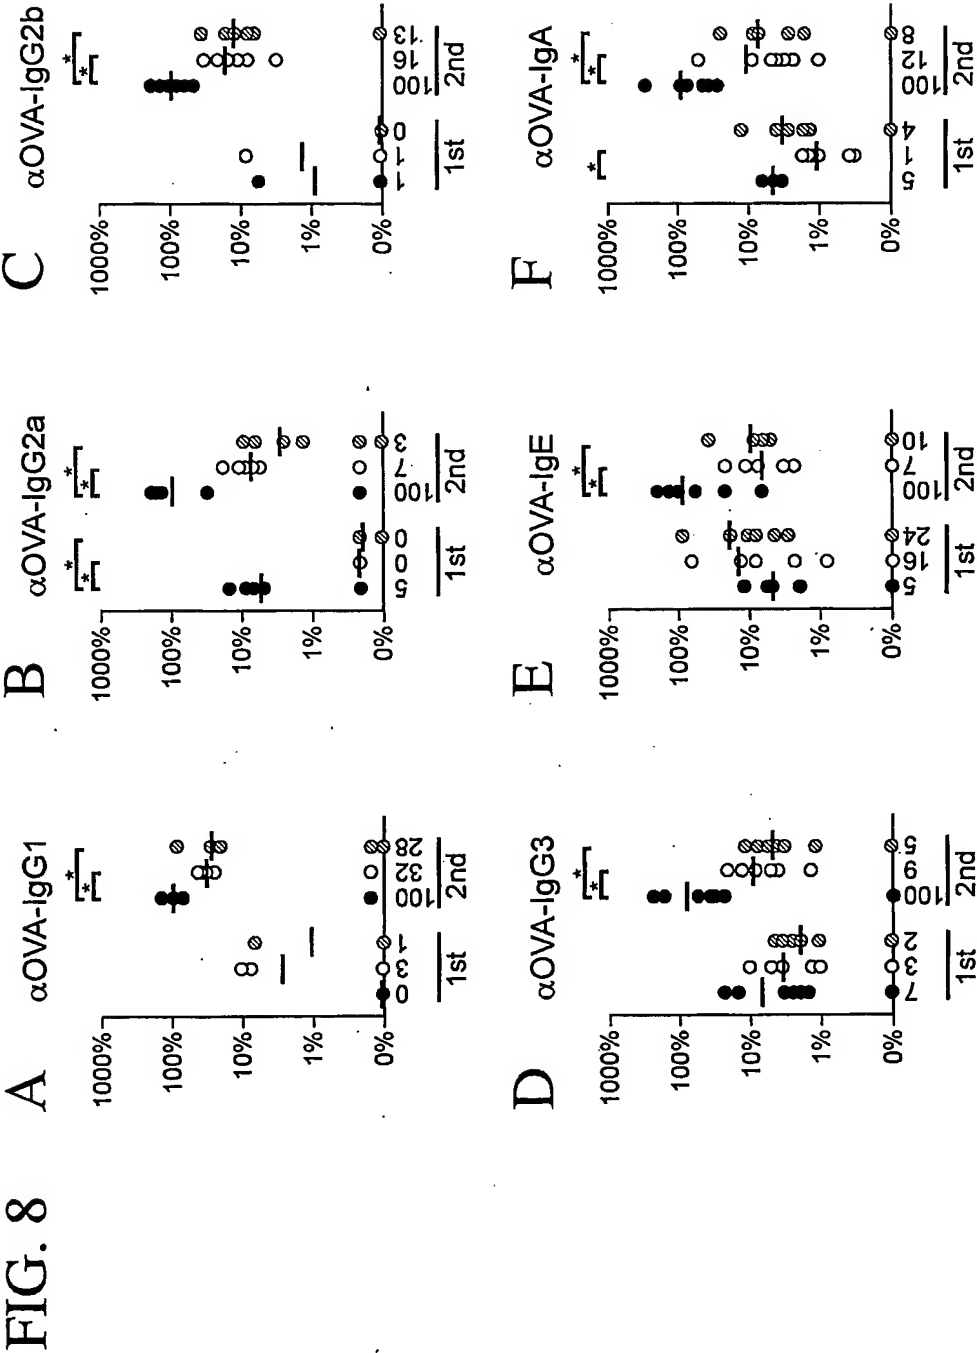 FIG. 8
A
αOVA-IgG1
*
*
1000%
100%
10%
1%
0%
0 3 1 100 32 28
1st 2nd
B
αOVA-IgG2a
* *
* *
1000%
100%
10%
1%
0%
5 0 0 100 7 3
1st 2nd
C
αOVA-IgG2b
*
*
1000%
100%
10%
1%
0%
1 1 0 100 16 13
1st 2nd
D
αOVA-IgG3
*
*
1000%
100%
10%
1%
0%
7 3 2 100 9 5
1st 2nd
E
αOVA-IgE
*
*
1000%
100%
10%
1%
0%
5 16 24 100 7 10
1st 2nd
F
αOVA-IgA
*
* *
1000%
100%
10%
1%
0%
5 1 4 100 12 8
1st 2nd